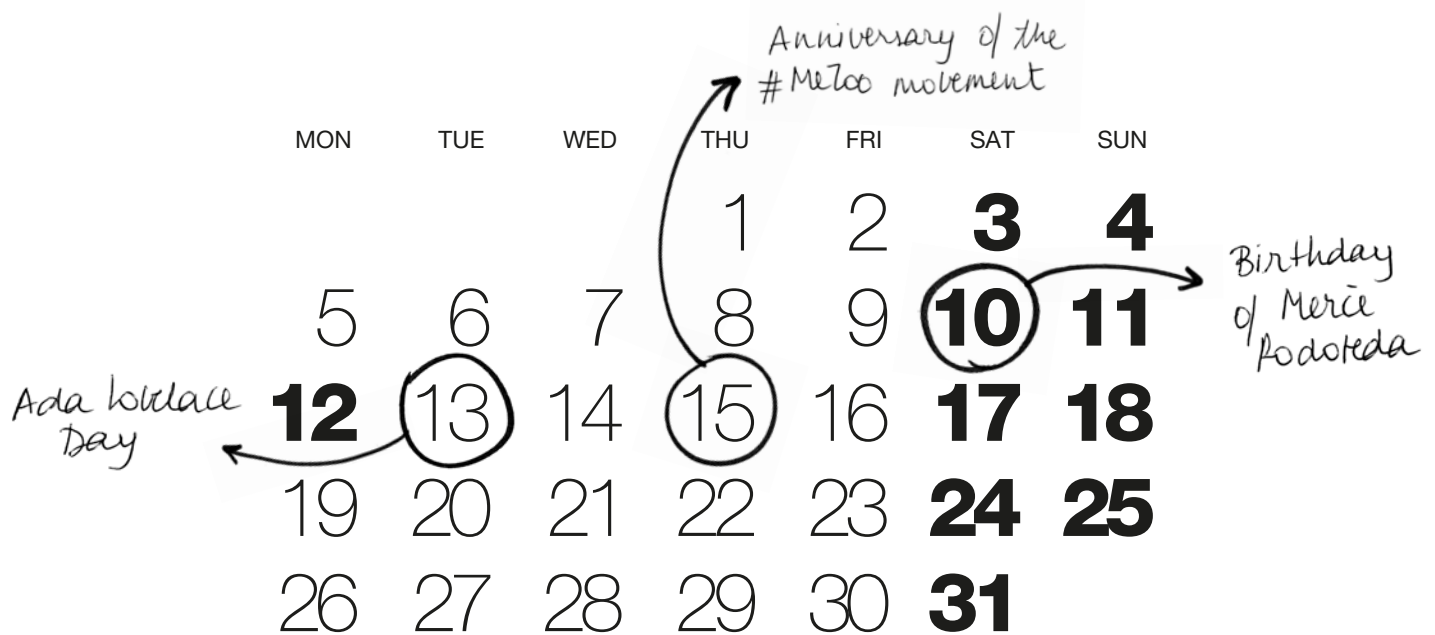 Anniversary of the
#MeToo movement
MON TUE WED THU FRI SAT SUN
1 2 3 4
5 6 7 8 9 10 11
Birthday
of Mercè
Rodoreda
12 13 14 15 16 17 18
Ada Lovelace
Day
19 20 21 22 23 24 25
26 27 28 29 30 31